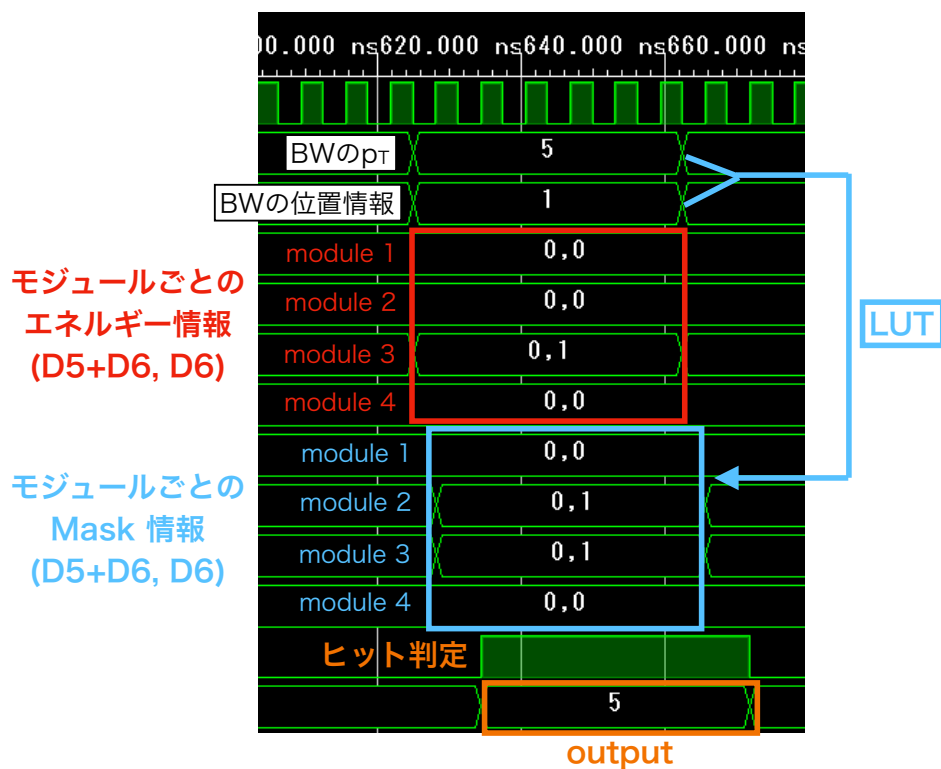 00.000 ns620.000 ns640.000 ns660.000 ns
BWのpT
5
BWの位置情報
1
モジュールごとの
エネルギー情報
(D5+D6, D6)
module 1
0,0
module 2
0,0
module 3
0,1
module 4
0,0
LUT
モジュールごとの
Mask 情報
(D5+D6, D6)
module 1
0,0
module 2
0,1
module 3
0,1
module 4
0,0
ヒット判定
5
output